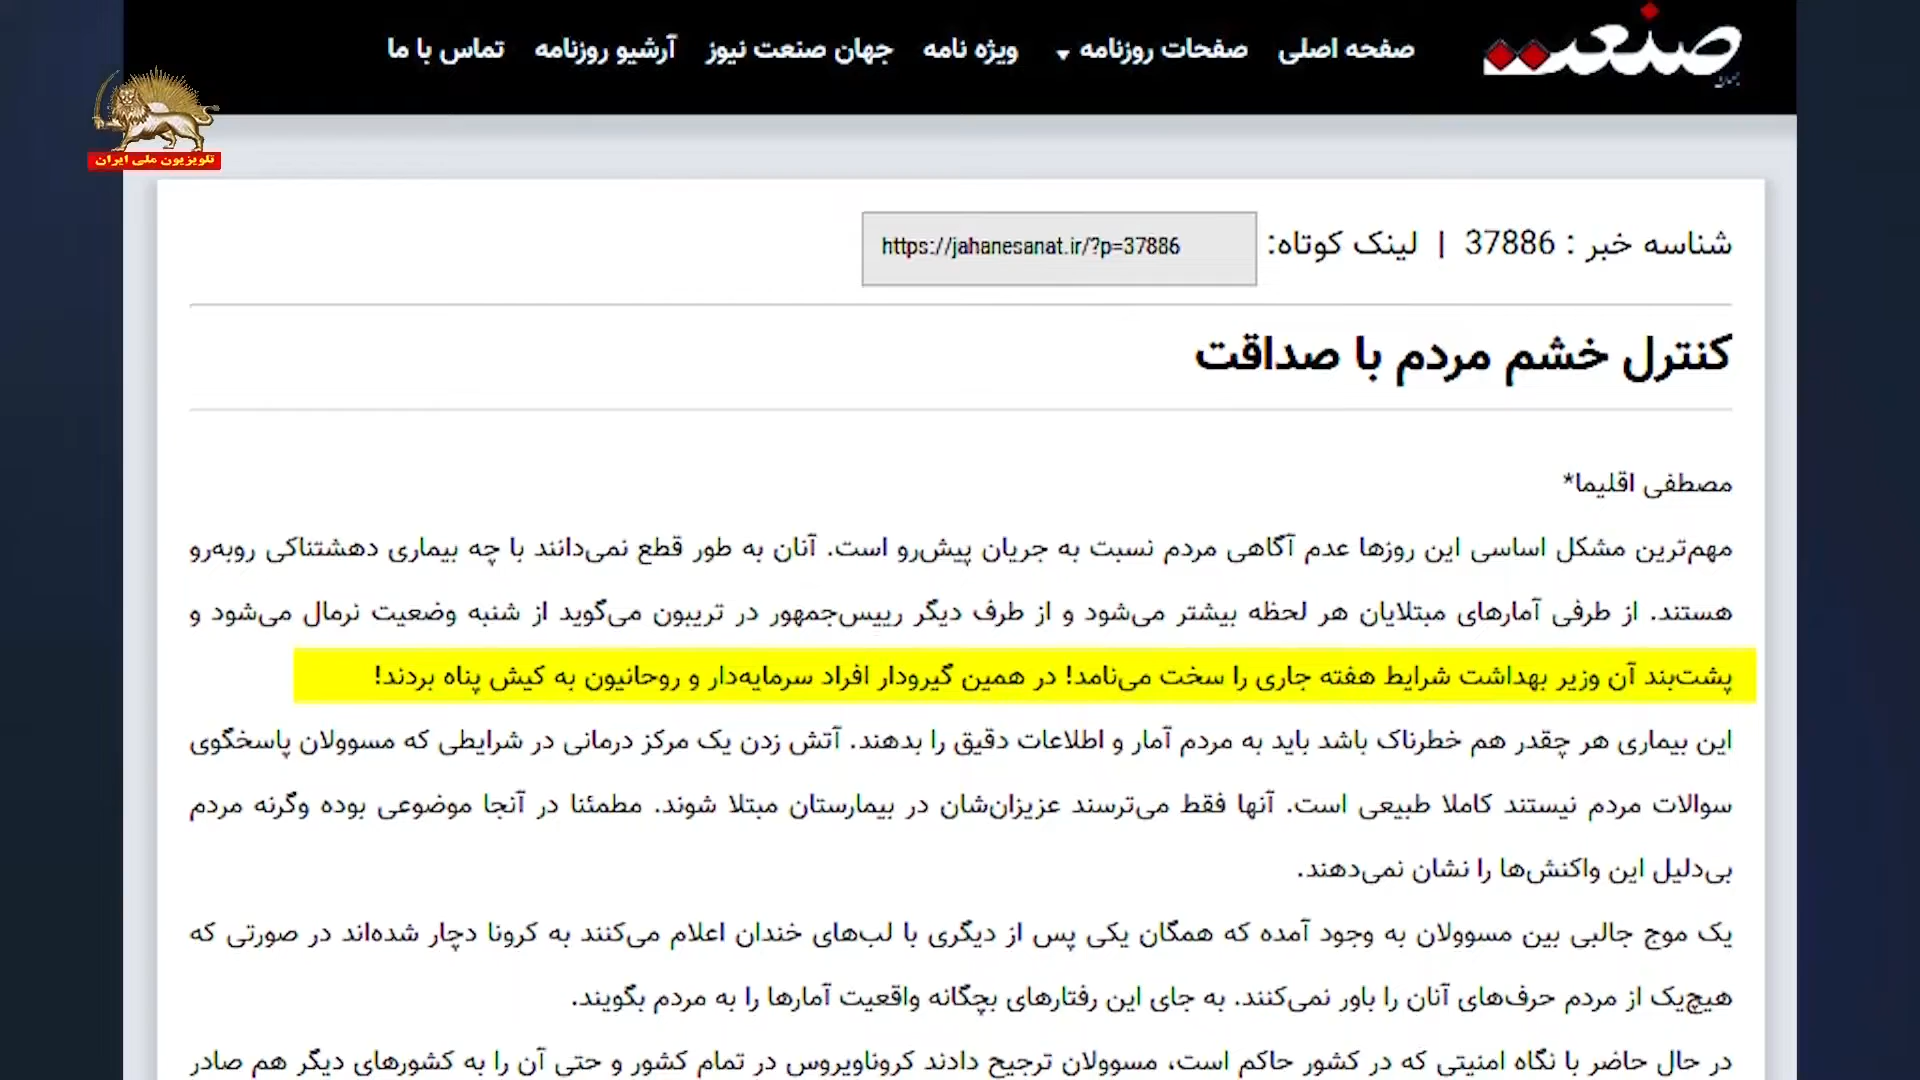 صنعت
صفحه اصلی صفحات روزنامه ویژه نامه جهان صنعت نیوز آرشیو روزنامه تماس با ما
تلویزیون ملی ایران
شناسه خبر : 37886 | لینک کوتاه: https://jahanesanat.ir/?p=37886
کنترل خشم مردم با صداقت
مصطفی اقلیما*
مهم‌ترین مشکل اساسی این روزها عدم آگاهی مردم نسبت به جریان پیش‌رو است. آنان به طور قطع نمی‌دانند با چه بیماری دهشتناکی روبه‌رو
هستند. از طرفی آمارهای مبتلایان هر لحظه بیشتر می‌شود و از طرف دیگر رییس‌جمهور در تریبون می‌گوید از شنبه وضعیت نرمال می‌شود و
پشت‌بند آن وزیر بهداشت شرایط هفته جاری را سخت می‌نامد! در همین گیرودار افراد سرمایه‌دار و روحانیون به کیش پناه بردند!
این بیماری هر چقدر هم خطرناک باشد باید به مردم آمار و اطلاعات دقیق را بدهند. آتش زدن یک مرکز درمانی در شرایطی که مسوولان پاسخگوی
سوالات مردم نیستند کاملا طبیعی است. آنها فقط می‌ترسند عزیزان‌شان در بیمارستان مبتلا شوند. مطمئنا در آنجا موضوعی بوده وگرنه مردم
بی‌دلیل این واکنش‌ها را نشان نمی‌دهند.
یک موج جالبی بین مسوولان به وجود آمده که همگان یکی پس از دیگری با لب‌های خندان اعلام می‌کنند به کرونا دچار شده‌اند در صورتی که
هیچ‌یک از مردم حرف‌های آنان را باور نمی‌کنند. به جای این رفتارهای بچگانه واقعیت آمارها را به مردم بگویند.
در حال حاضر با نگاه امنیتی که در کشور حاکم است، مسوولان ترجیح دادند کروناویروس در تمام کشور و حتی آن را به کشورهای دیگر هم صادر